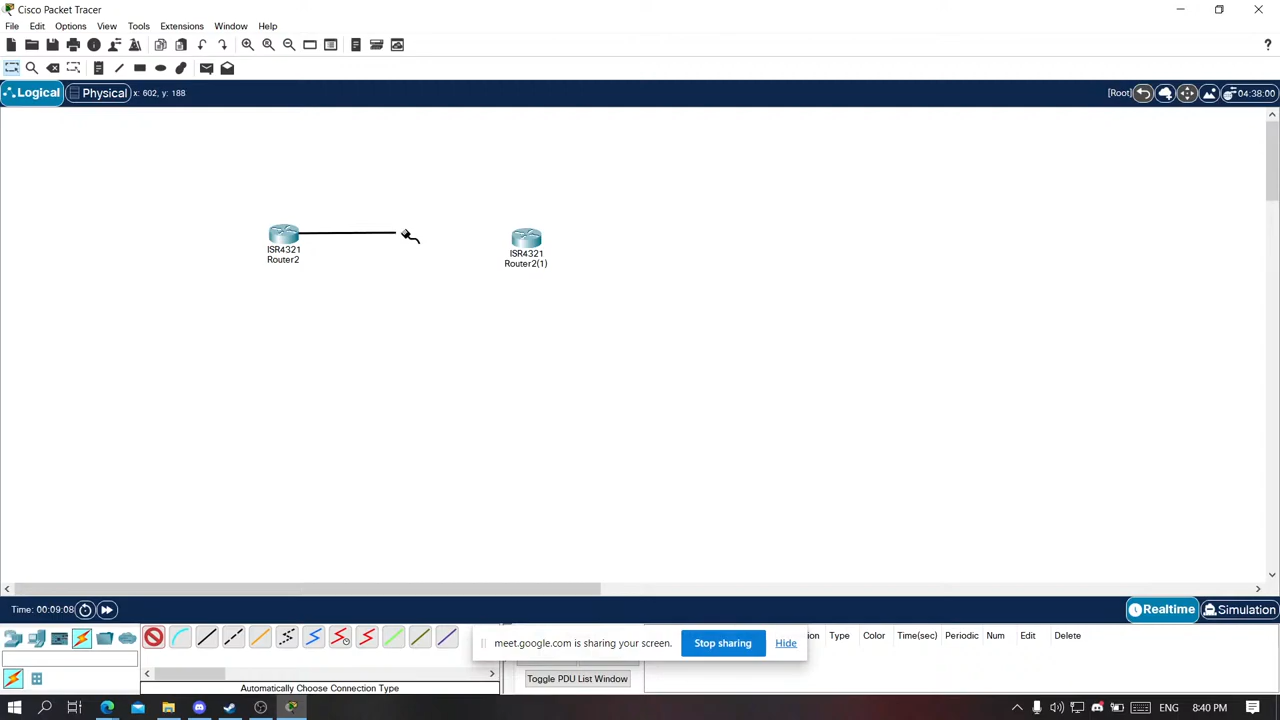 Cisco Packet Tracer
File Edit Options View Tools Extensions Window Help
Logical Physical x: 602, y: 188 [Root] 04:38:00
ISR4321
Router2
ISR4321
Router2(1)
Time: 00:09:08 Realtime Simulation
Type Color Time(sec) Periodic Num Edit Delete
meet.google.com is sharing your screen. Stop sharing Hide
Toggle PDU List Window
Automatically Choose Connection Type
ENG 8:40 PM